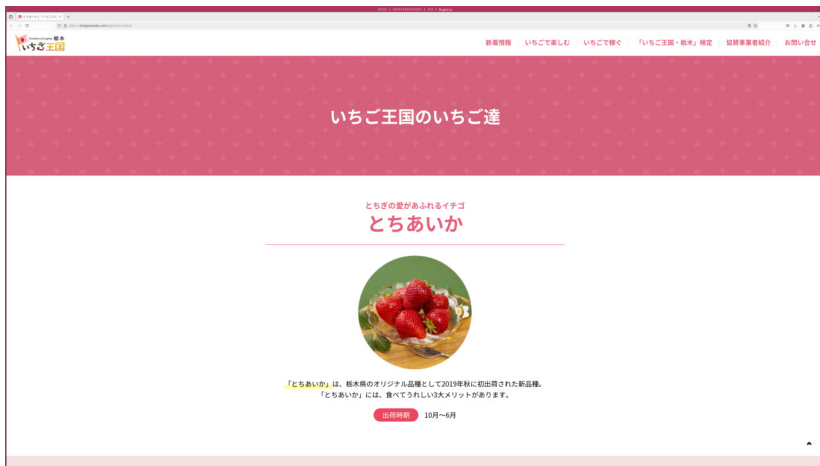 栃木
いちご王国
新着情報 いちごで楽しむ いちごで稼ぐ 「いちご王国・栃木」検定 協賛事業者紹介 お問い合せ
いちご王国のいちご達
とちぎの愛があふれるイチゴ
とちあいか
「とちあいか」は、栃木県のオリジナル品種として2019年秋に初出荷された新品種。
「とちあいか」には、食べてうれしい3大メリットがあります。
出荷時期 10月〜6月